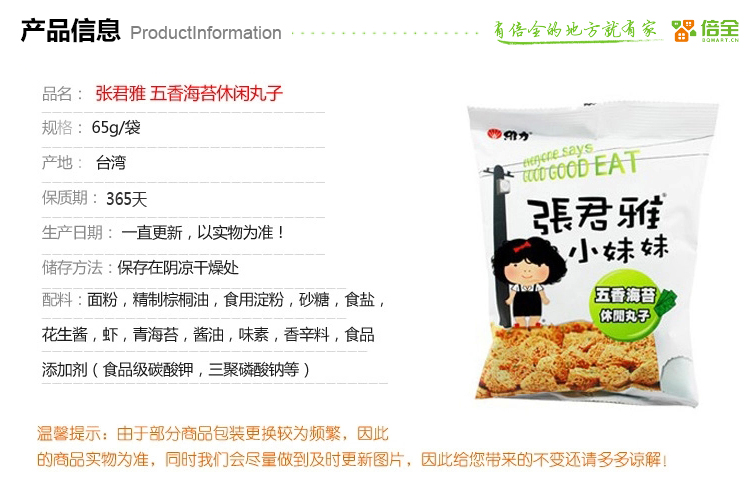 产品信息 ProductInformation
有倍全的地方就有家
倍全
BQMART.CN
品名： 张君雅 五香海苔休闲丸子
规格： 65g/袋
产地： 台湾
保质期： 365天
生产日期： 一直更新，以实物为准！
储存方法：保存在阴凉干燥处
配料：面粉，精制棕榈油，食用淀粉，砂糖，食盐，
花生酱，虾，青海苔，酱油，味素，香辛料，食品
添加剂（食品级碳酸钾，三聚磷酸钠等）
维力
anyone says
GOOD GOOD EAT
張君雅
小妹妹
五香海苔
休閒丸子
温馨提示：由于部分商品包装更换较为频繁，因此
的商品实物为准，同时我们会尽量做到及时更新图片，因此给您带来的不变还请多多谅解！